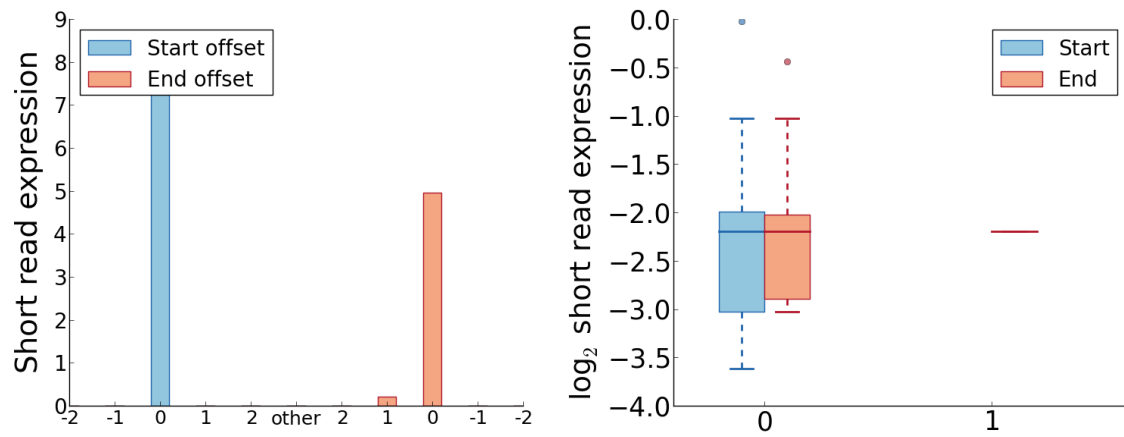 Short read expression
9
8
7
6
5
4
3
2
1
0
Start offset
End offset
-2 -1 0 1 2 other 2 1 0 -1 -2
log₂ short read expression
0.0
−0.5
−1.0
−1.5
−2.0
−2.5
−3.0
−3.5
−4.0
Start
End
0 1